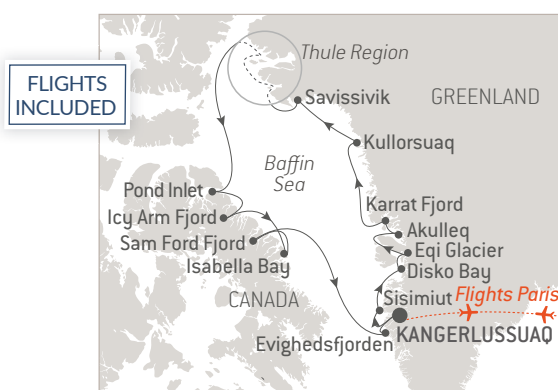 FLIGHTS
INCLUDED
Thule Region
Savissivik
GREENLAND
Kullorsuaq
Baffin
Sea
Pond Inlet
Icy Arm Fjord
Sam Ford Fjord
Isabella Bay
Karrat Fjord
Akulleq
Eqi Glacier
Disko Bay
CANADA
Sisimiut
Flights Paris
KANGERLUSSUAQ
Evighedsfjorden